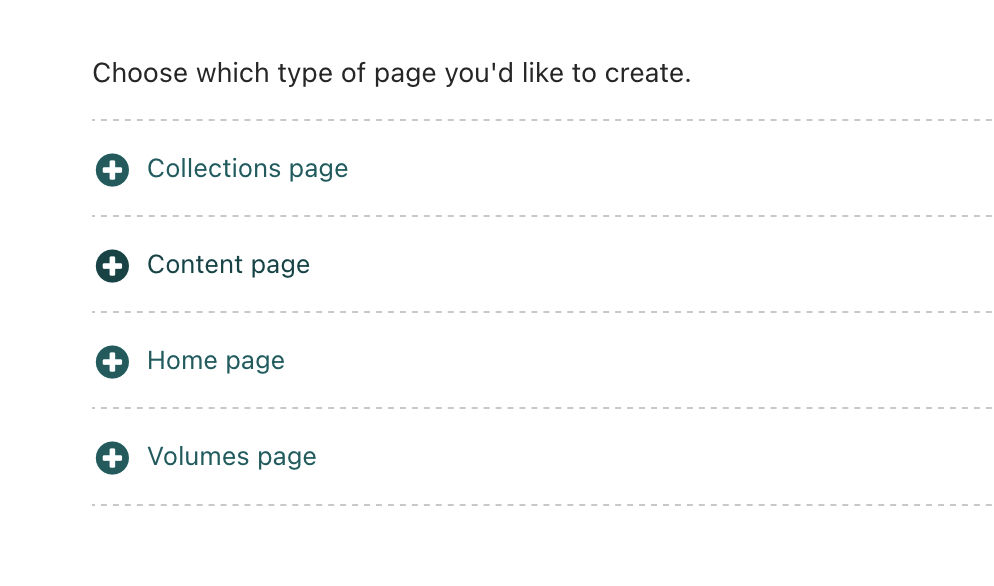 Choose which type of page you'd like to create.
Collections page
Content page
Home page
Volumes page